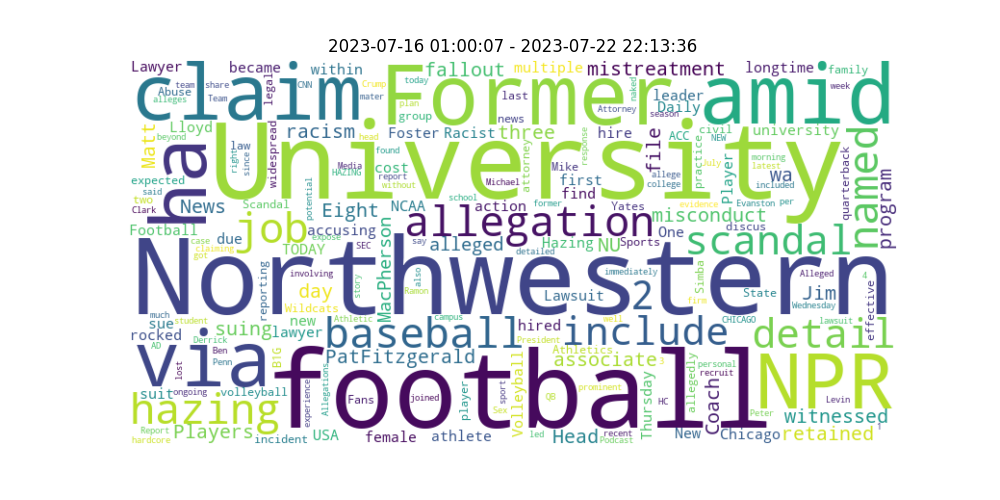 2023-07-16 01:00:07 - 2023-07-22 22:13:36
Lawyer became within fallout multiple mistreatment longtime family
claim Former amid
Abuse alleges team share Team CNN legal Crump mater today plan group last news Attorney season naked leader Daily week
Matt beyond Lloyd right law since widespread racism head found Foster Racist three attorney response hire file ACC civil NEW practice university named
ha University
expected said two Clark News Scandal potential Media HAZING report without cost Michael Mike first find allege college July Player morning latest included wa quarterback program
job Eight NCAA action school former Yates evidence Evanston per misconduct discus
Football due accusing allegation One scandal
case claiming got TODAY expose MacPherson say alleged SEC Hazing NU Sports detailed
Northwestern
reporting involving day story also Ramon immediately Lawsuit 2 Simba firm State Jim Alleged Wednesday 4 effective
much student sue Wildcats new Athletic campus well CHICAGO lawsuit
rocked AD Derrick suing lawyer baseball hired President include detail
via Ben Penn B1G PatFitzgerald Athletics associate 3 personal recruit
football NPR
lost ongoing suit volleyball Allegations experience Fans joined player sport Sex Volleyball QB prominent HC Thursday allegedly Coach Peter Levin witnessed
hazing Players Report hardcore incident USA female athlete led Head recent Podcast New Chicago retained 1